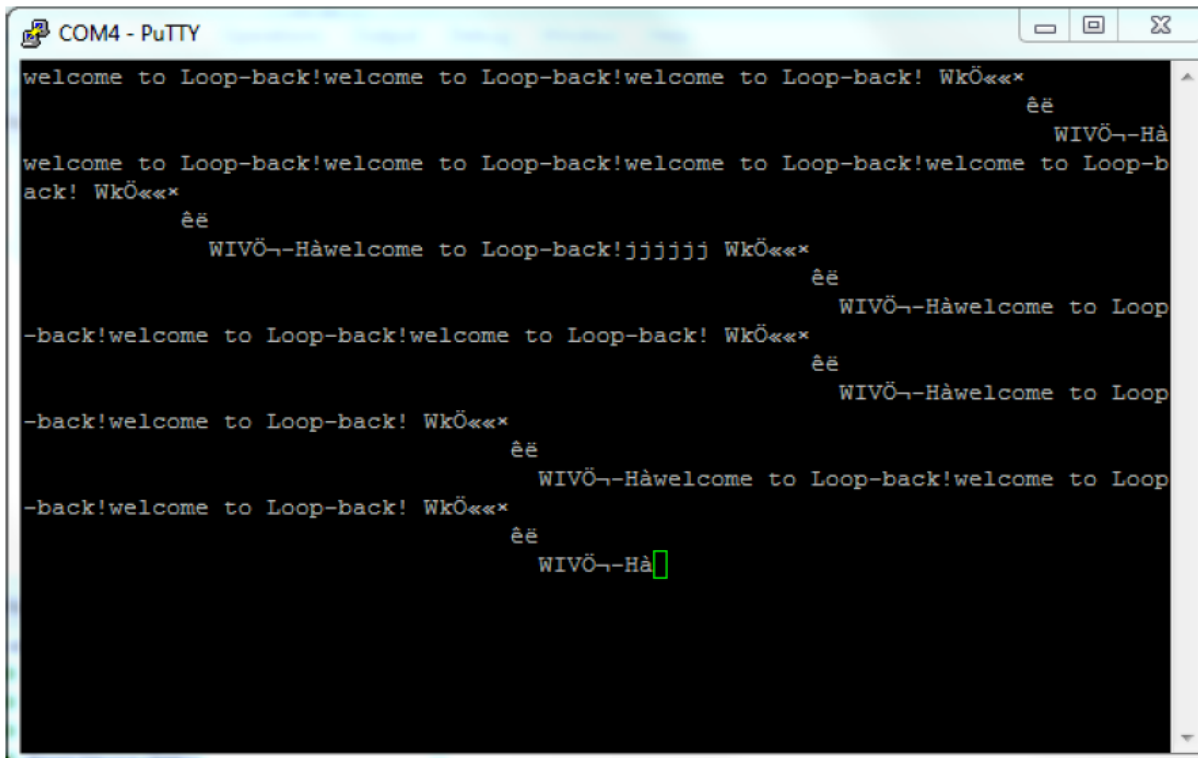 COM4 - PuTTY
welcome to Loop-back!welcome to Loop-back!welcome to Loop-back! WkÖ««×
êë
WIVÖ¬-Hà
welcome to Loop-back!welcome to Loop-back!welcome to Loop-back!welcome to Loop-b
ack! WkÖ««×
êë
WIVÖ¬-Hàwelcome to Loop-back!jjjjjj WkÖ««×
êë
WIVÖ¬-Hàwelcome to Loop
-back!welcome to Loop-back!welcome to Loop-back! WkÖ««×
êë
WIVÖ¬-Hàwelcome to Loop
-back!welcome to Loop-back! WkÖ««×
êë
WIVÖ¬-Hàwelcome to Loop-back!welcome to Loop
-back!welcome to Loop-back! WkÖ««×
êë
WIVÖ¬-Hà